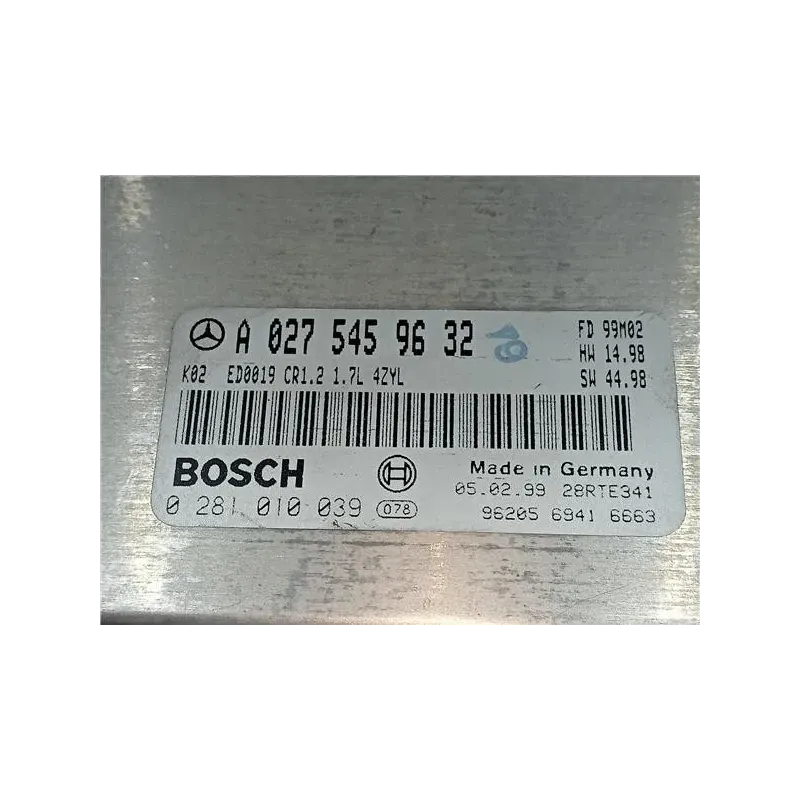 A 027 545 96 32
FD 99M02
HW 14.98
K02 ED0019 CR1.2 1.7L 4ZYL
SW 44.98
BOSCH
Made in Germany
0 281 010 039 078
05.02.99 28RTE341
96205 6941 6663